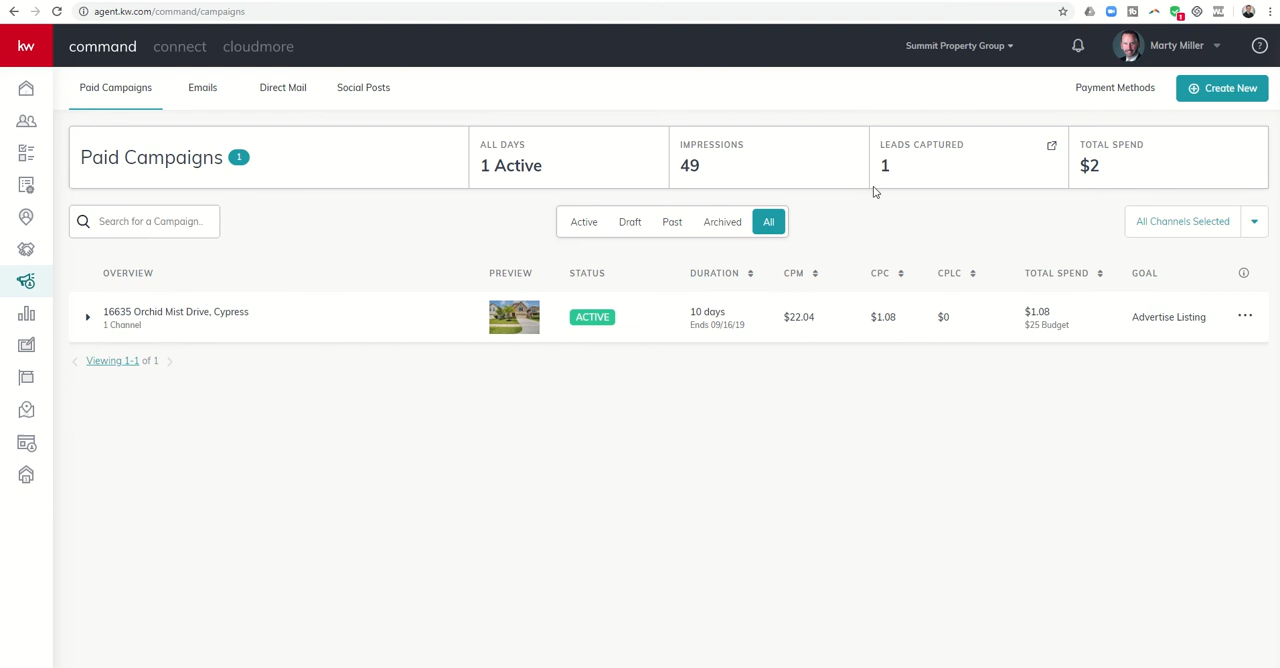 agent.kw.com/command/campaigns
1
kw
command
connect
cloudmore
Summit Property Group
Marty Miller
?
Paid Campaigns
Emails
Direct Mail
Social Posts
Payment Methods
Create New
Paid Campaigns 1
ALL DAYS
1 Active
IMPRESSIONS
49
LEADS CAPTURED
1
TOTAL SPEND
$2
Search for a Campaign..
Active
Draft
Past
Archived
All
All Channels Selected
OVERVIEW
PREVIEW
STATUS
DURATION
CPM
CPC
CPLC
TOTAL SPEND
GOAL
16635 Orchid Mist Drive, Cypress
1 Channel
ACTIVE
10 days
Ends 09/16/19
$22.04
$1.08
$0
$1.08
$25 Budget
Advertise Listing
Viewing 1-1 of 1